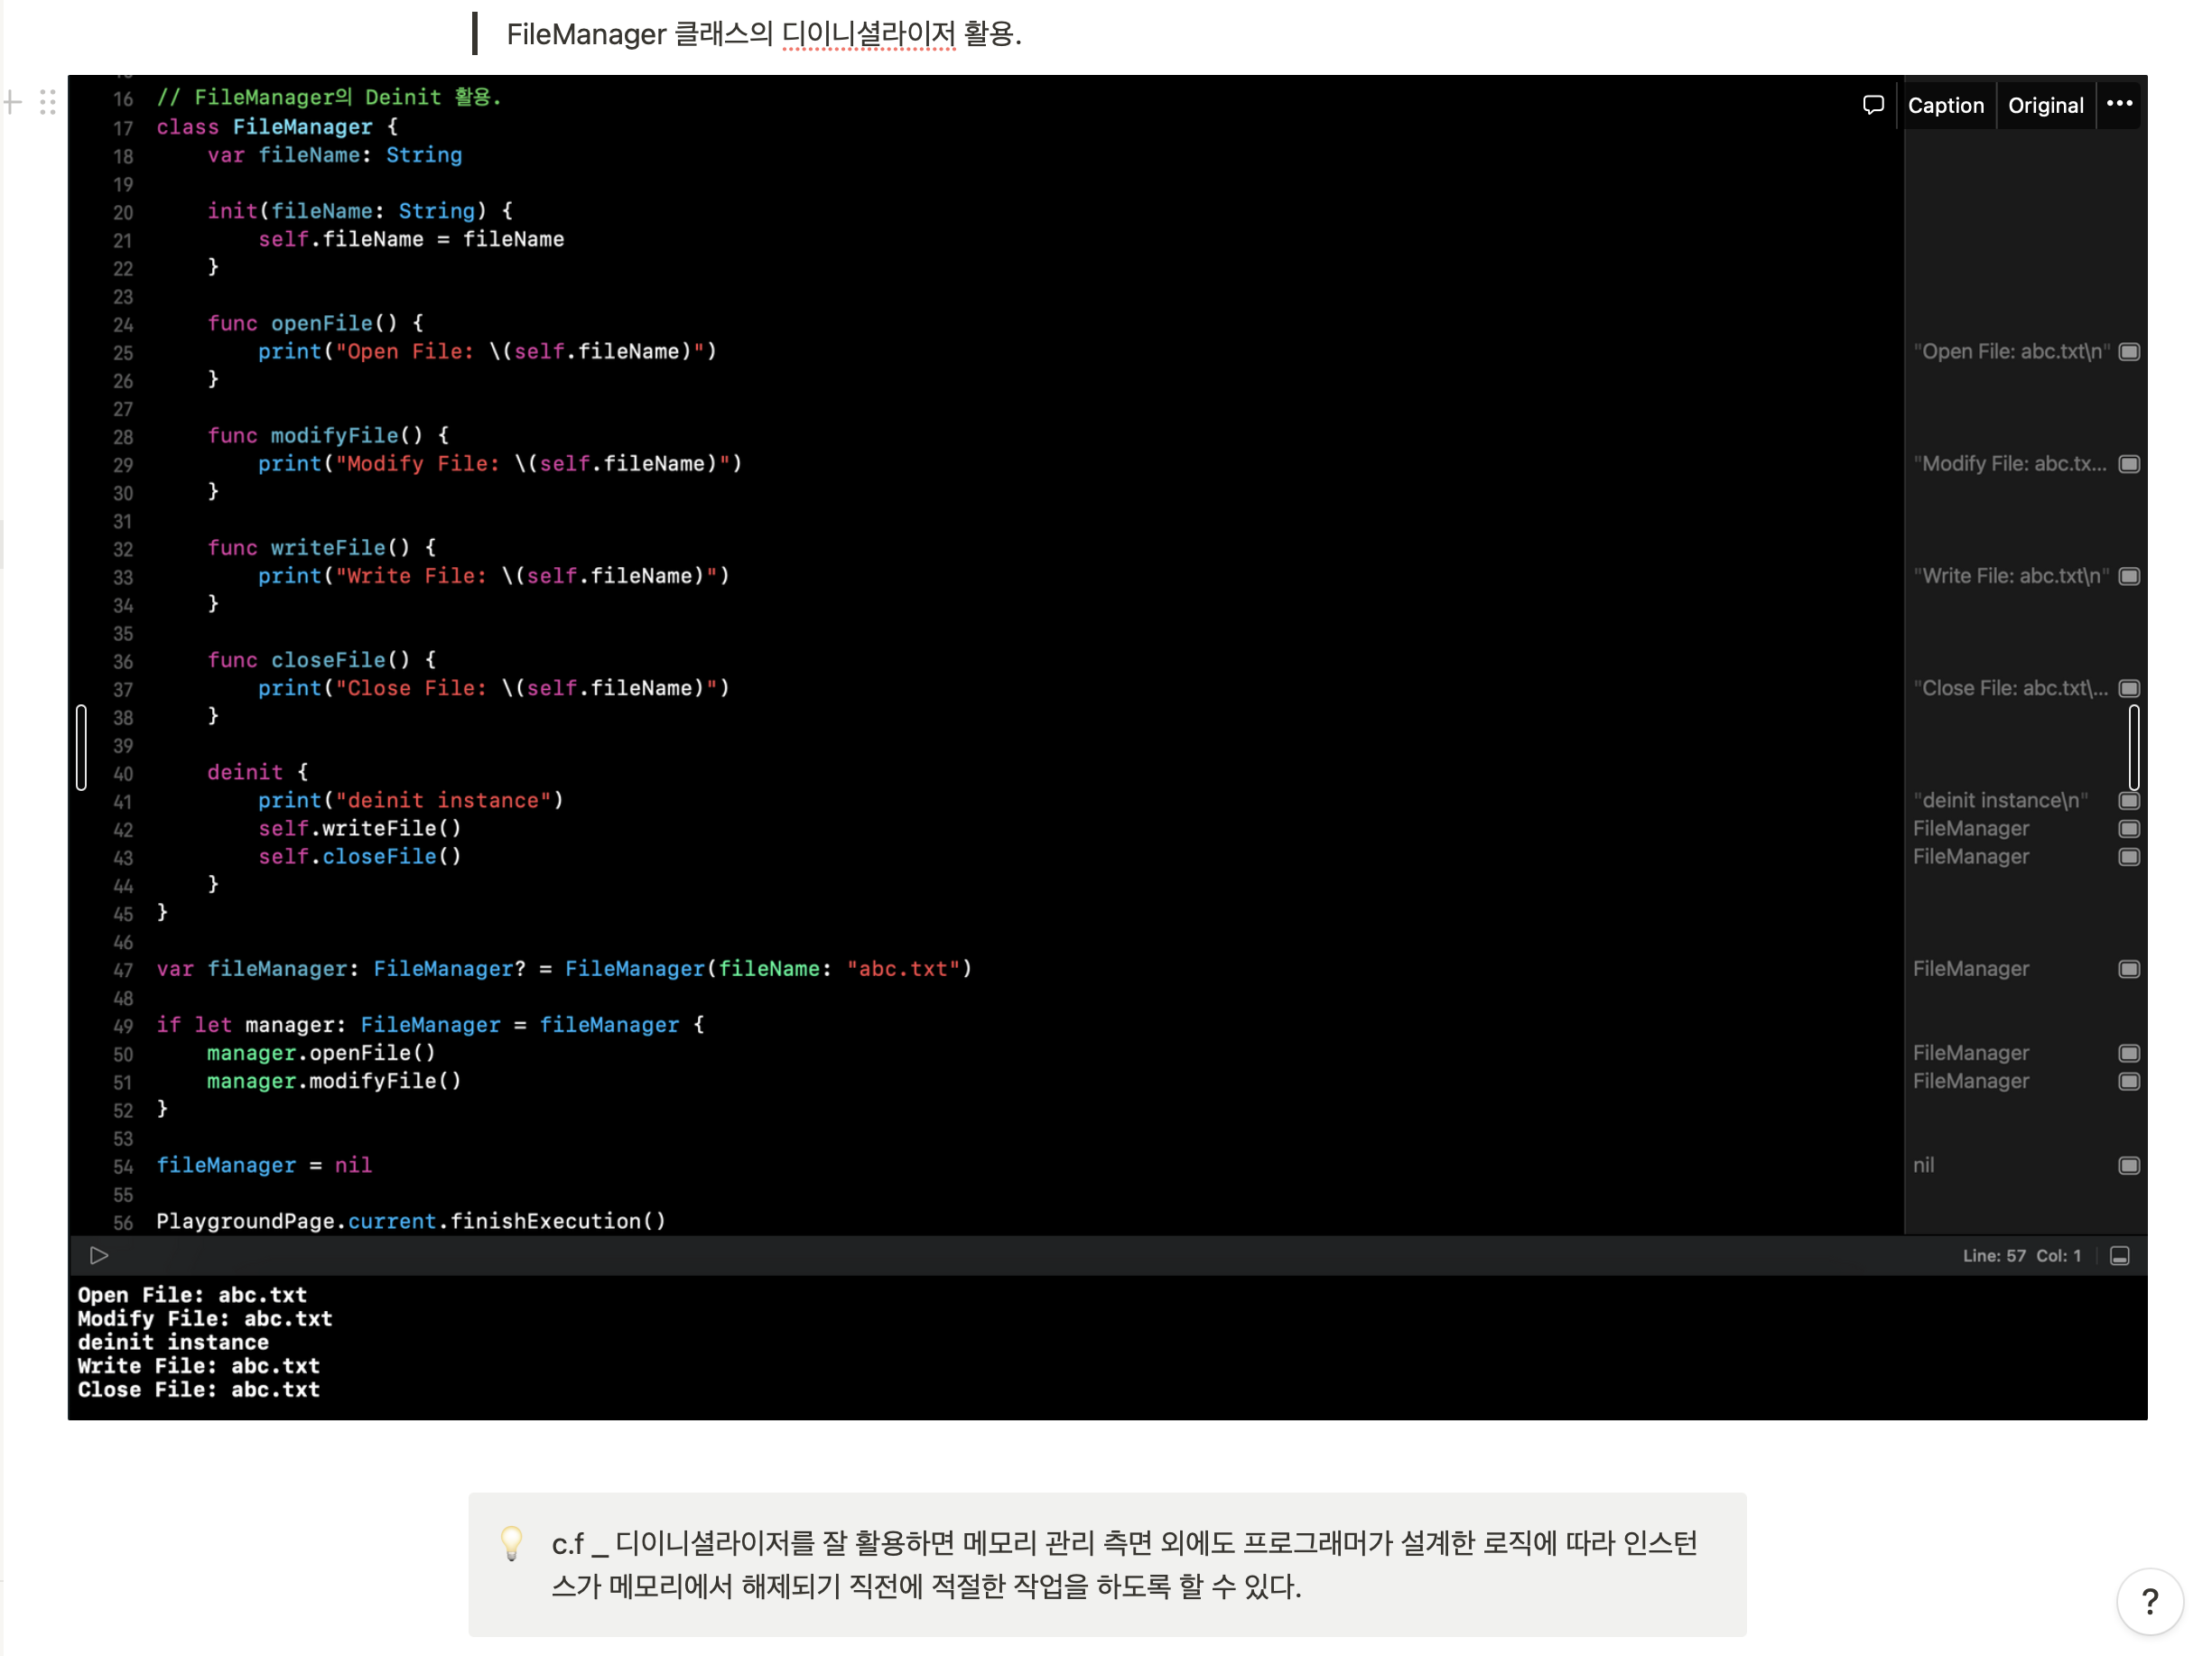 FileManager 클래스의 디이니셜라이저 활용.
Caption Original
16 // FileManager의 Deinit 활용.
17 class FileManager {
18     var fileName: String
19
20     init(fileName: String) {
21         self.fileName = fileName
22     }
23
24     func openFile() {
25         print("Open File: \(self.fileName)") "Open File: abc.txt\n"
26     }
27
28     func modifyFile() {
29         print("Modify File: \(self.fileName)") "Modify File: abc.tx...
30     }
31
32     func writeFile() {
33         print("Write File: \(self.fileName)") "Write File: abc.txt\n"
34     }
35
36     func closeFile() {
37         print("Close File: \(self.fileName)") "Close File: abc.txt\...
38     }
39
40     deinit {
41         print("deinit instance") "deinit instance\n"
42         self.writeFile() FileManager
43         self.closeFile() FileManager
44     }
45 }
46
47 var fileManager: FileManager? = FileManager(fileName: "abc.txt") FileManager
48
49 if let manager: FileManager = fileManager {
50     manager.openFile() FileManager
51     manager.modifyFile() FileManager
52 }
53
54 fileManager = nil nil
55
56 PlaygroundPage.current.finishExecution()
Line: 57 Col: 1
Open File: abc.txt
Modify File: abc.txt
deinit instance
Write File: abc.txt
Close File: abc.txt
c.f _ 디이니셜라이저를 잘 활용하면 메모리 관리 측면 외에도 프로그래머가 설계한 로직에 따라 인스턴
스가 메모리에서 해제되기 직전에 적절한 작업을 하도록 할 수 있다.
?